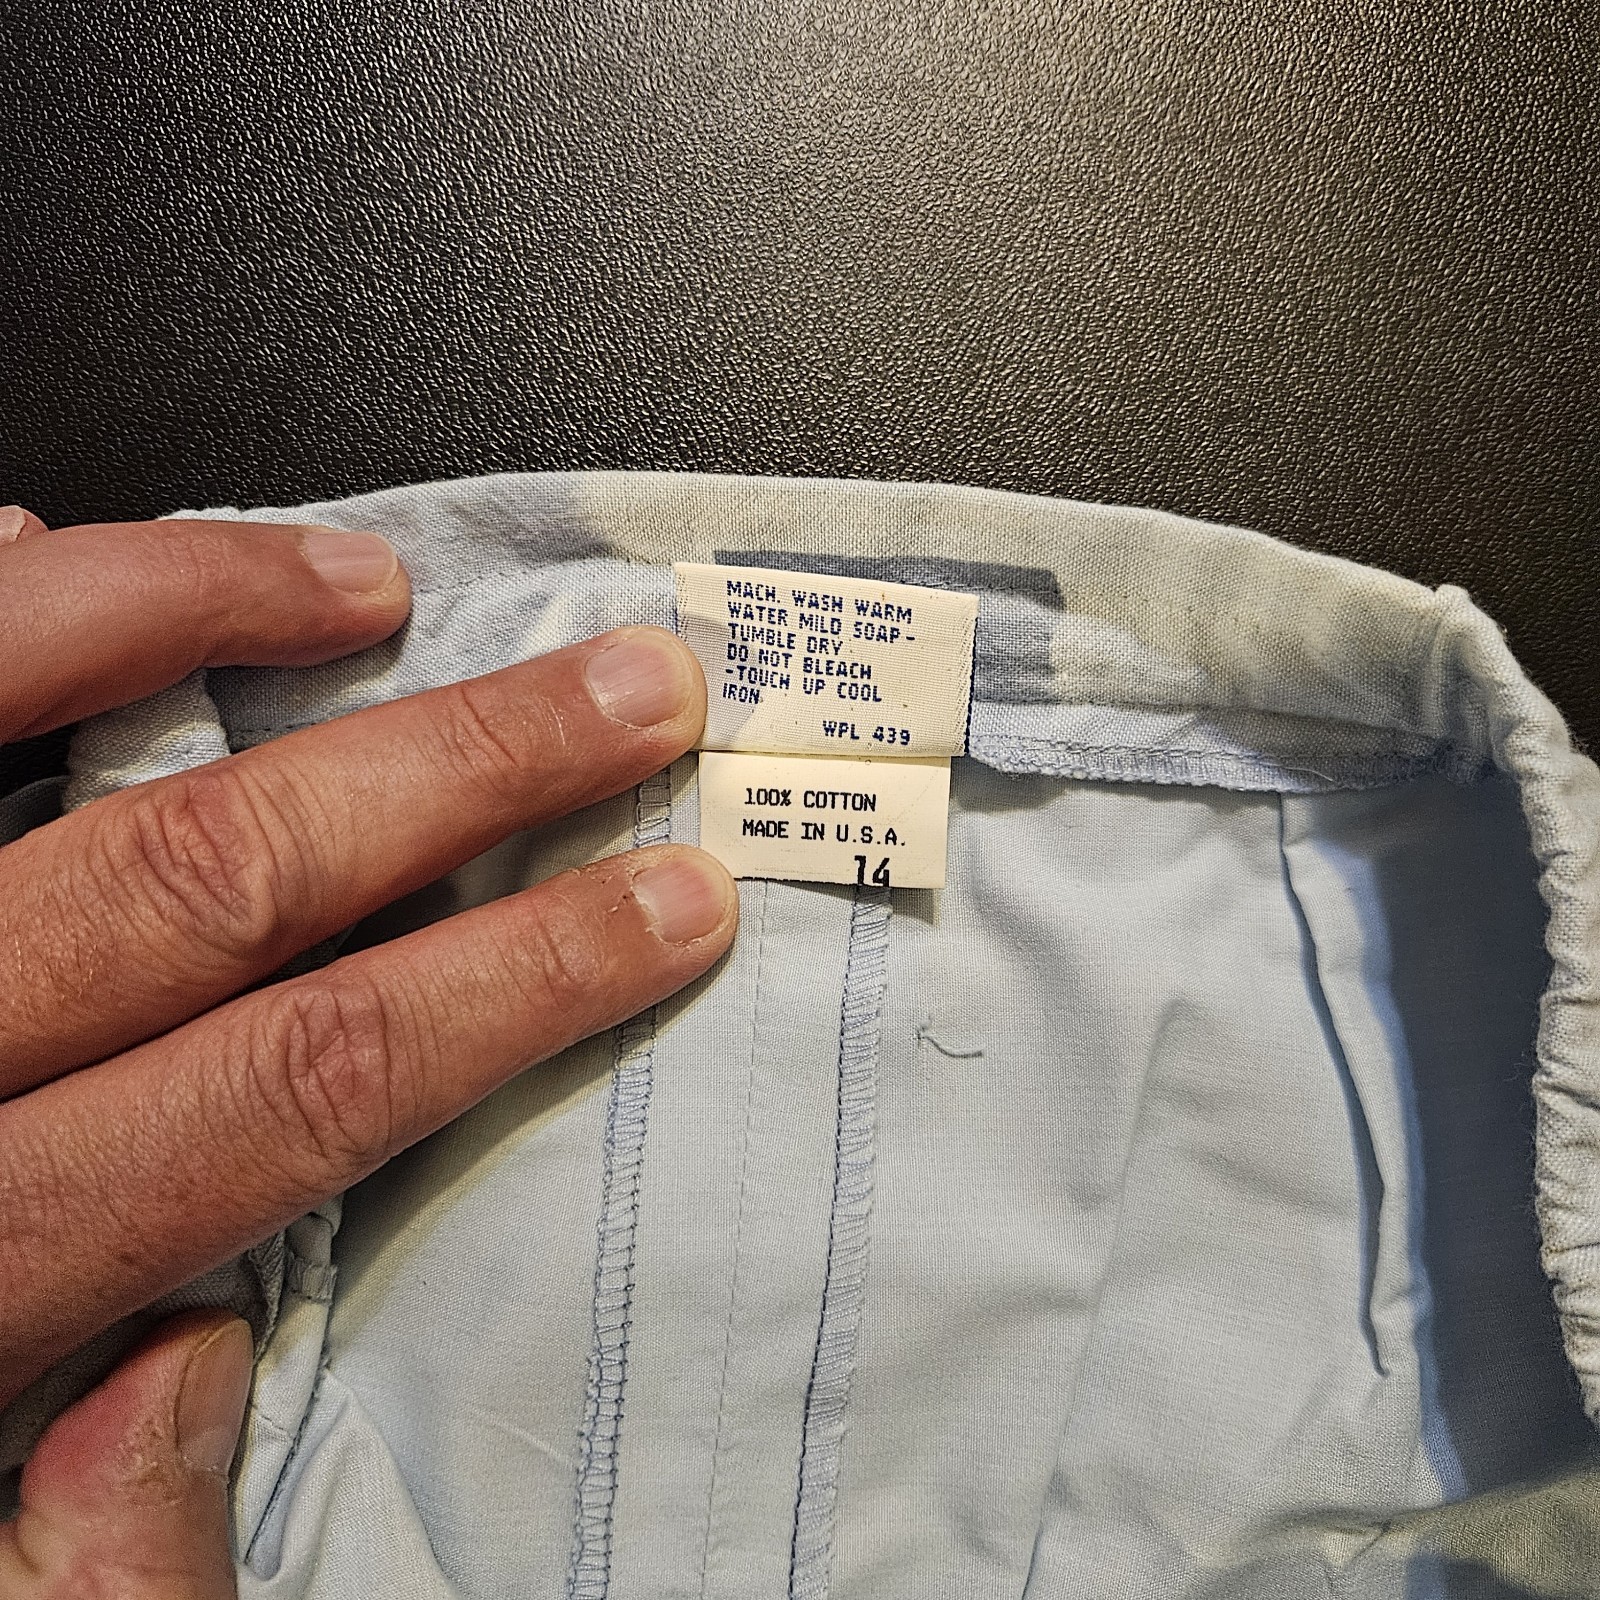 MACH. WASH WARM
WATER MILD SOAP-
TUMBLE DRY.
DO NOT BLEACH
-TOUCH UP COOL
IRON.
WPL 439
100% COTTON
MADE IN U.S.A.
14